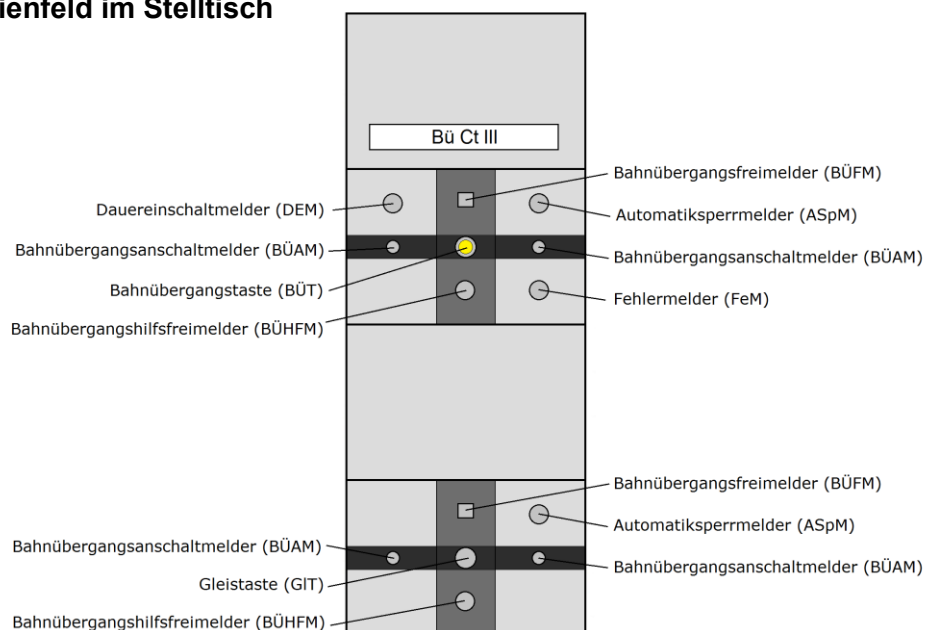 ienfeld im Stelltisch
Bü Ct III
Bahnübergangsfreimelder (BÜFM)
Dauereinschaltmelder (DEM)
Automatiksperrmelder (ASpM)
Bahnübergangsanschaltmelder (BÜAM)
Bahnübergangsanschaltmelder (BÜAM)
Bahnübergangstaste (BÜT)
Fehlermelder (FeM)
Bahnübergangshilfsfreimelder (BÜHFM)
Bahnübergangsfreimelder (BÜFM)
Automatiksperrmelder (ASpM)
Bahnübergangsanschaltmelder (BÜAM)
Bahnübergangsanschaltmelder (BÜAM)
Gleistaste (GlT)
Bahnübergangshilfsfreimelder (BÜHFM)